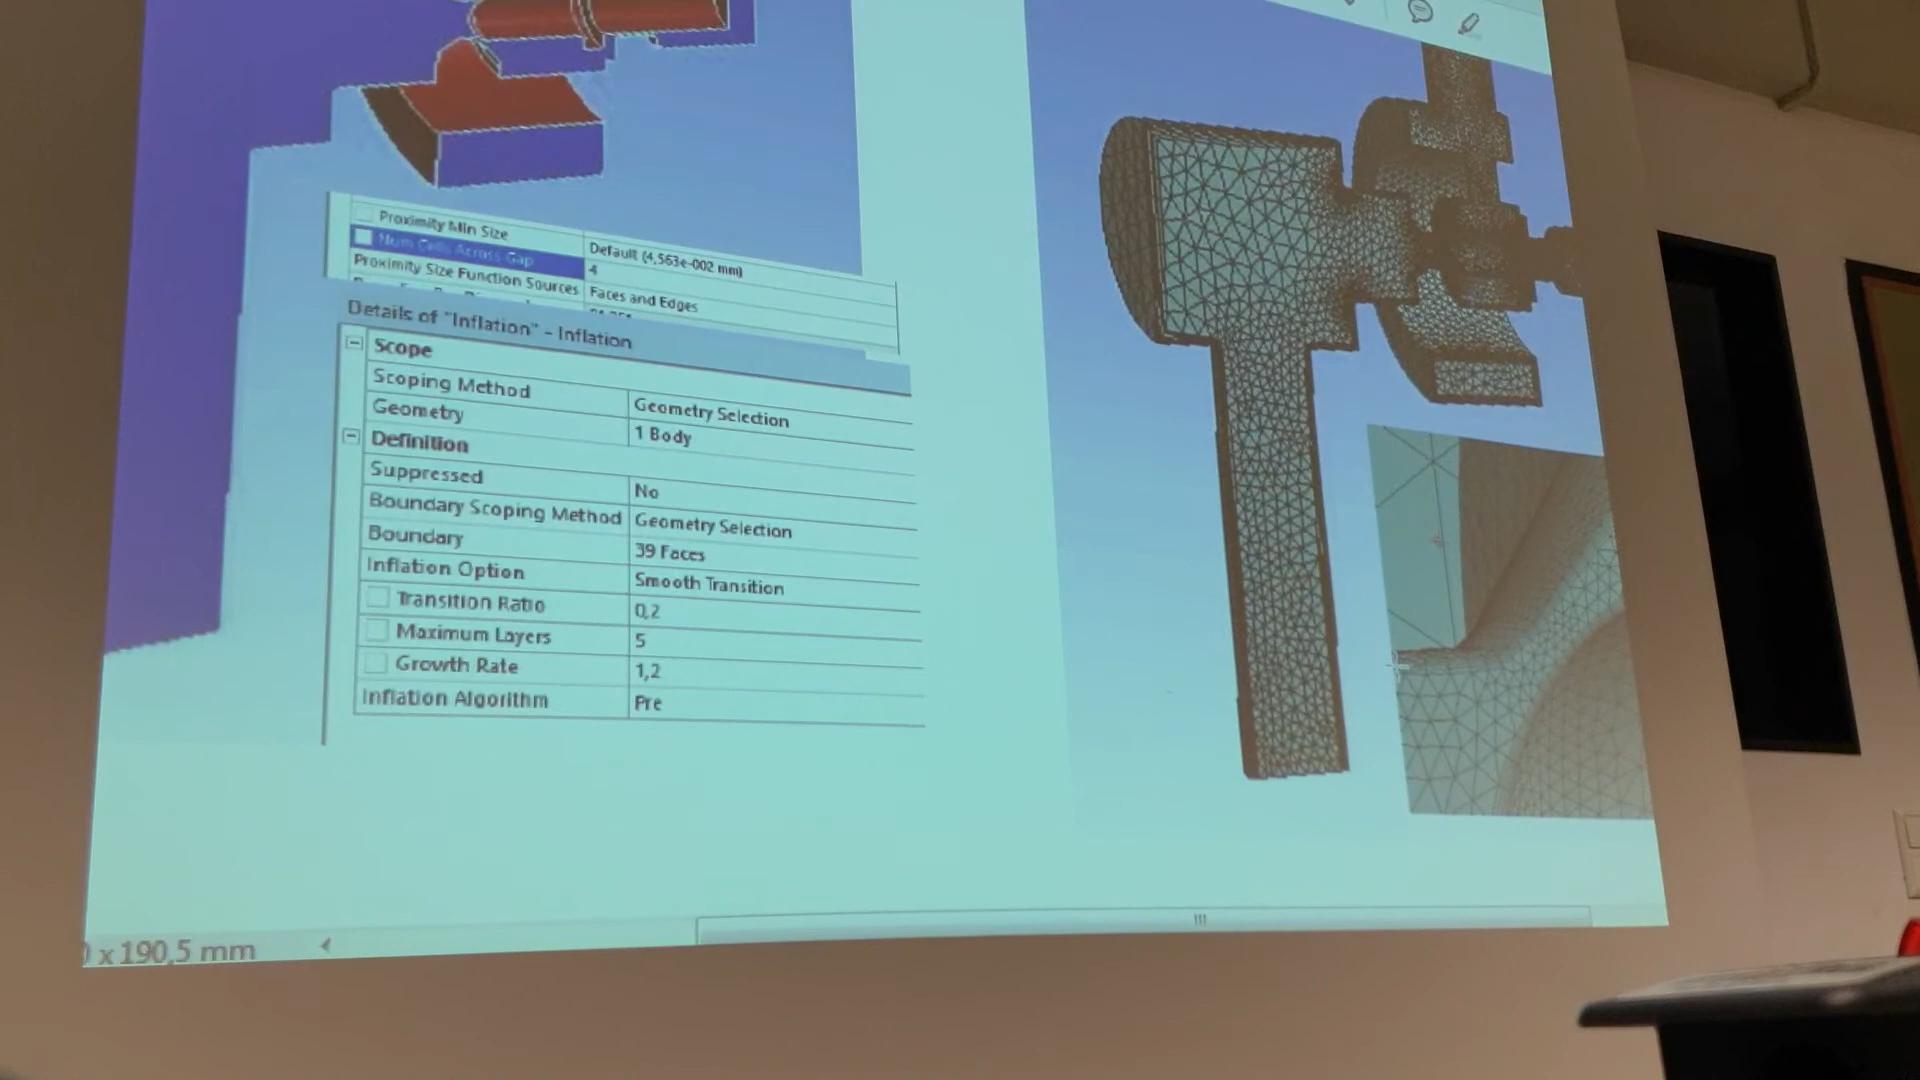 Proximity Min Size Default (4,563e-002 mm)
Num Cells Across Gap 4
Proximity Size Function Sources Faces and Edges
Details of "Inflation" - Inflation
Scope
Scoping Method Geometry Selection
Geometry 1 Body
Definition
Suppressed No
Boundary Scoping Method Geometry Selection
Boundary 39 Faces
Inflation Option Smooth Transition
Transition Ratio 0,2
Maximum Layers 5
Growth Rate 1,2
Inflation Algorithm Pre
x 190,5 mm